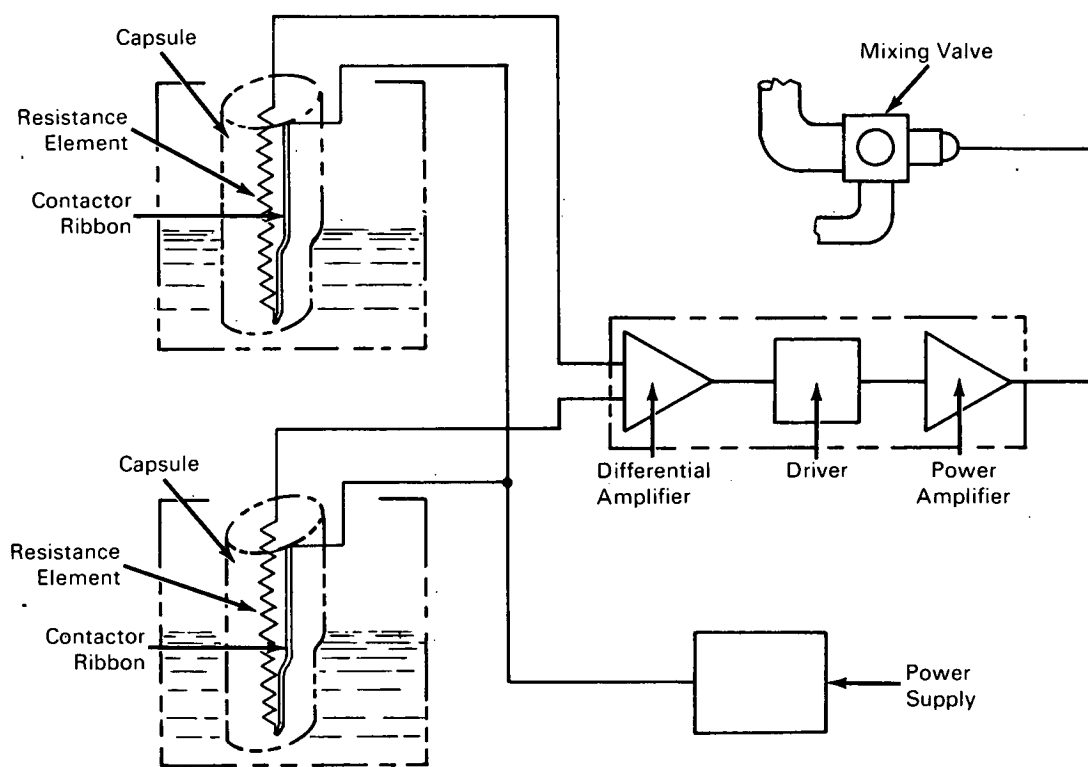 Capsule
Mixing Valve
Resistance
Element
Contactor
Ribbon
Differential
Amplifier
Driver
Power
Amplifier
Capsule
Resistance
Element
Contactor
Ribbon
Power
Supply